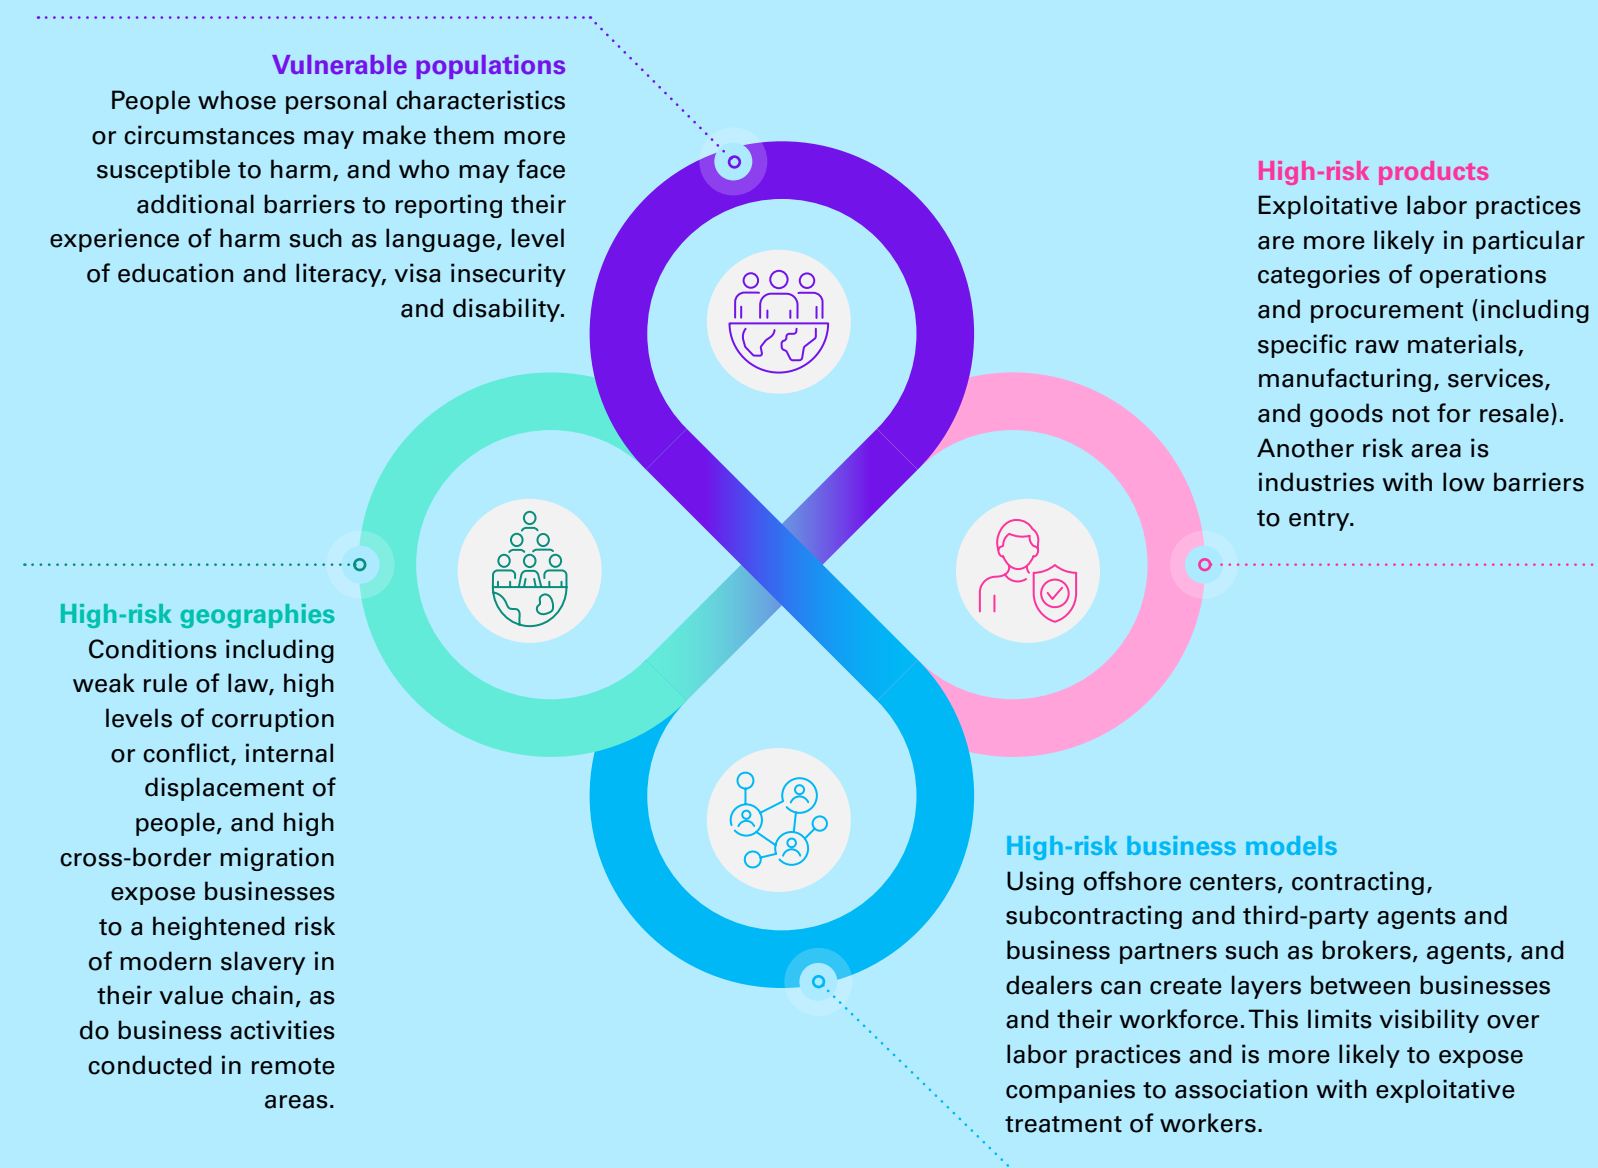 Vulnerable populations
People whose personal characteristics
or circumstances may make them more
susceptible to harm, and who may face
additional barriers to reporting their
experience of harm such as language, level
of education and literacy, visa insecurity
and disability.
High-risk products
Exploitative labor practices
are more likely in particular
categories of operations
and procurement (including
specific raw materials,
manufacturing, services,
and goods not for resale).
Another risk area is
industries with low barriers
to entry.
High-risk geographies
Conditions including
weak rule of law, high
levels of corruption
or conflict, internal
displacement of
people, and high
cross-border migration
expose businesses
to a heightened risk
of modern slavery in
their value chain, as
do business activities
conducted in remote
areas.
High-risk business models
Using offshore centers, contracting,
subcontracting and third-party agents and
business partners such as brokers, agents, and
dealers can create layers between businesses
and their workforce. This limits visibility over
labor practices and is more likely to expose
companies to association with exploitative
treatment of workers.